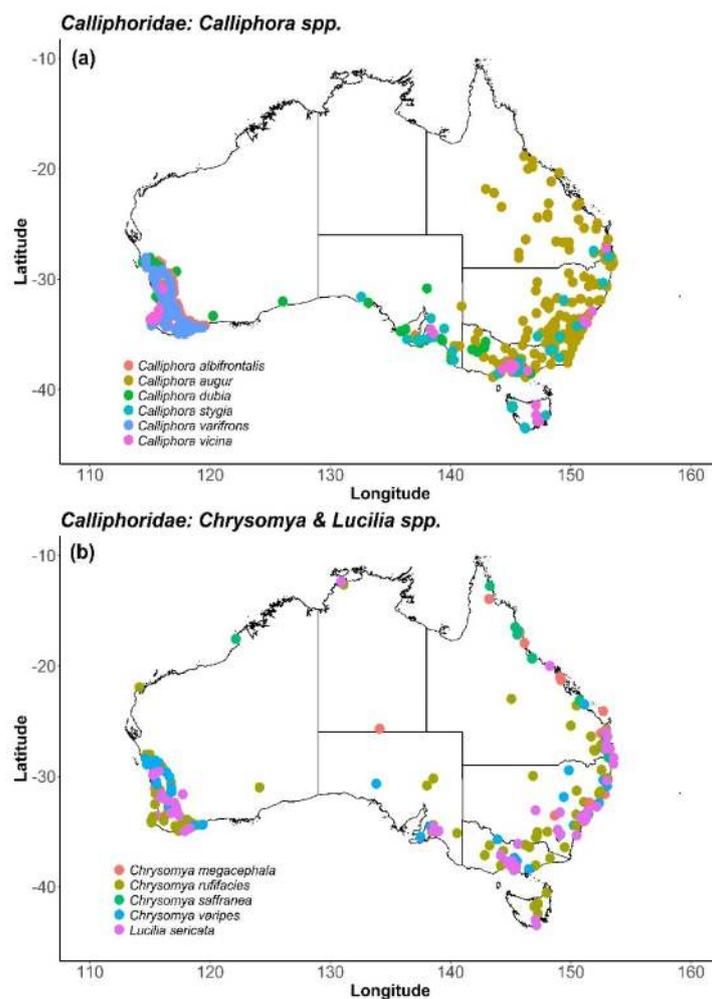 Calliphoridae: Calliphora spp.
(a)
-10
-20
-30
-40
Latitude
Calliphora albifrontalis
Calliphora augur
Calliphora dubia
Calliphora stygia
Calliphora varifrons
Calliphora vicina
110 120 130 140 150 160
Longitude
Calliphoridae: Chrysomya & Lucilia spp.
(b)
-10
-20
-30
-40
Latitude
Chrysomya megacephala
Chrysomya rufifacies
Chrysomya saffranea
Chrysomya varipes
Lucilia sericata
110 120 130 140 150 160
Longitude